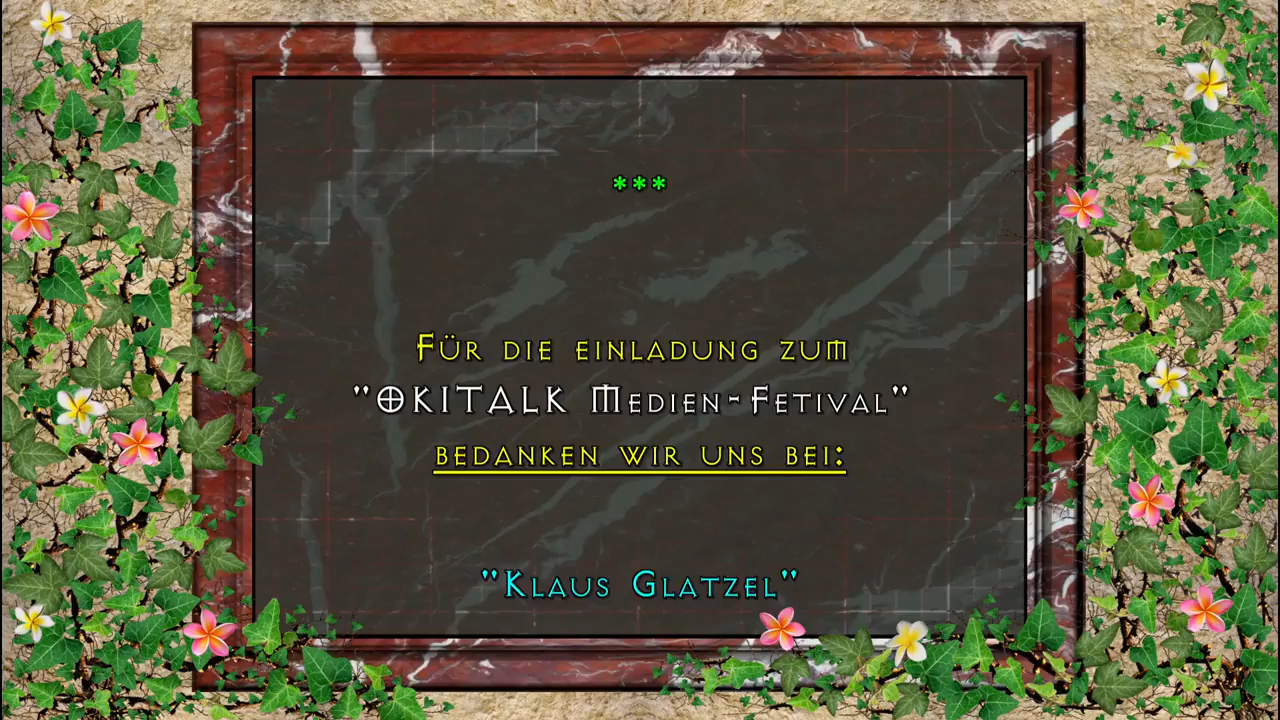 ***
Für die einladung zum
"OKITALK Medien-Fetival"
bedanken wir uns bei:
"Klaus Glatzel"